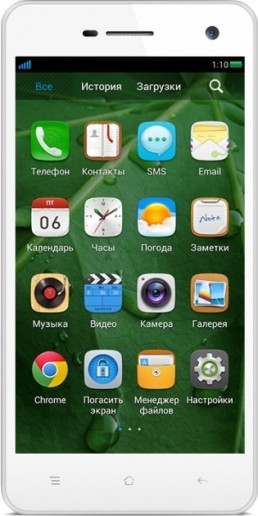 1:10
Все История Загрузки
Телефон Контакты SMS Email
ПТ
06
Note
Календарь Часы Погода Заметки
Музыка Видео Камера Галерея
Chrome Погасить экран Менеджер файлов Настройки